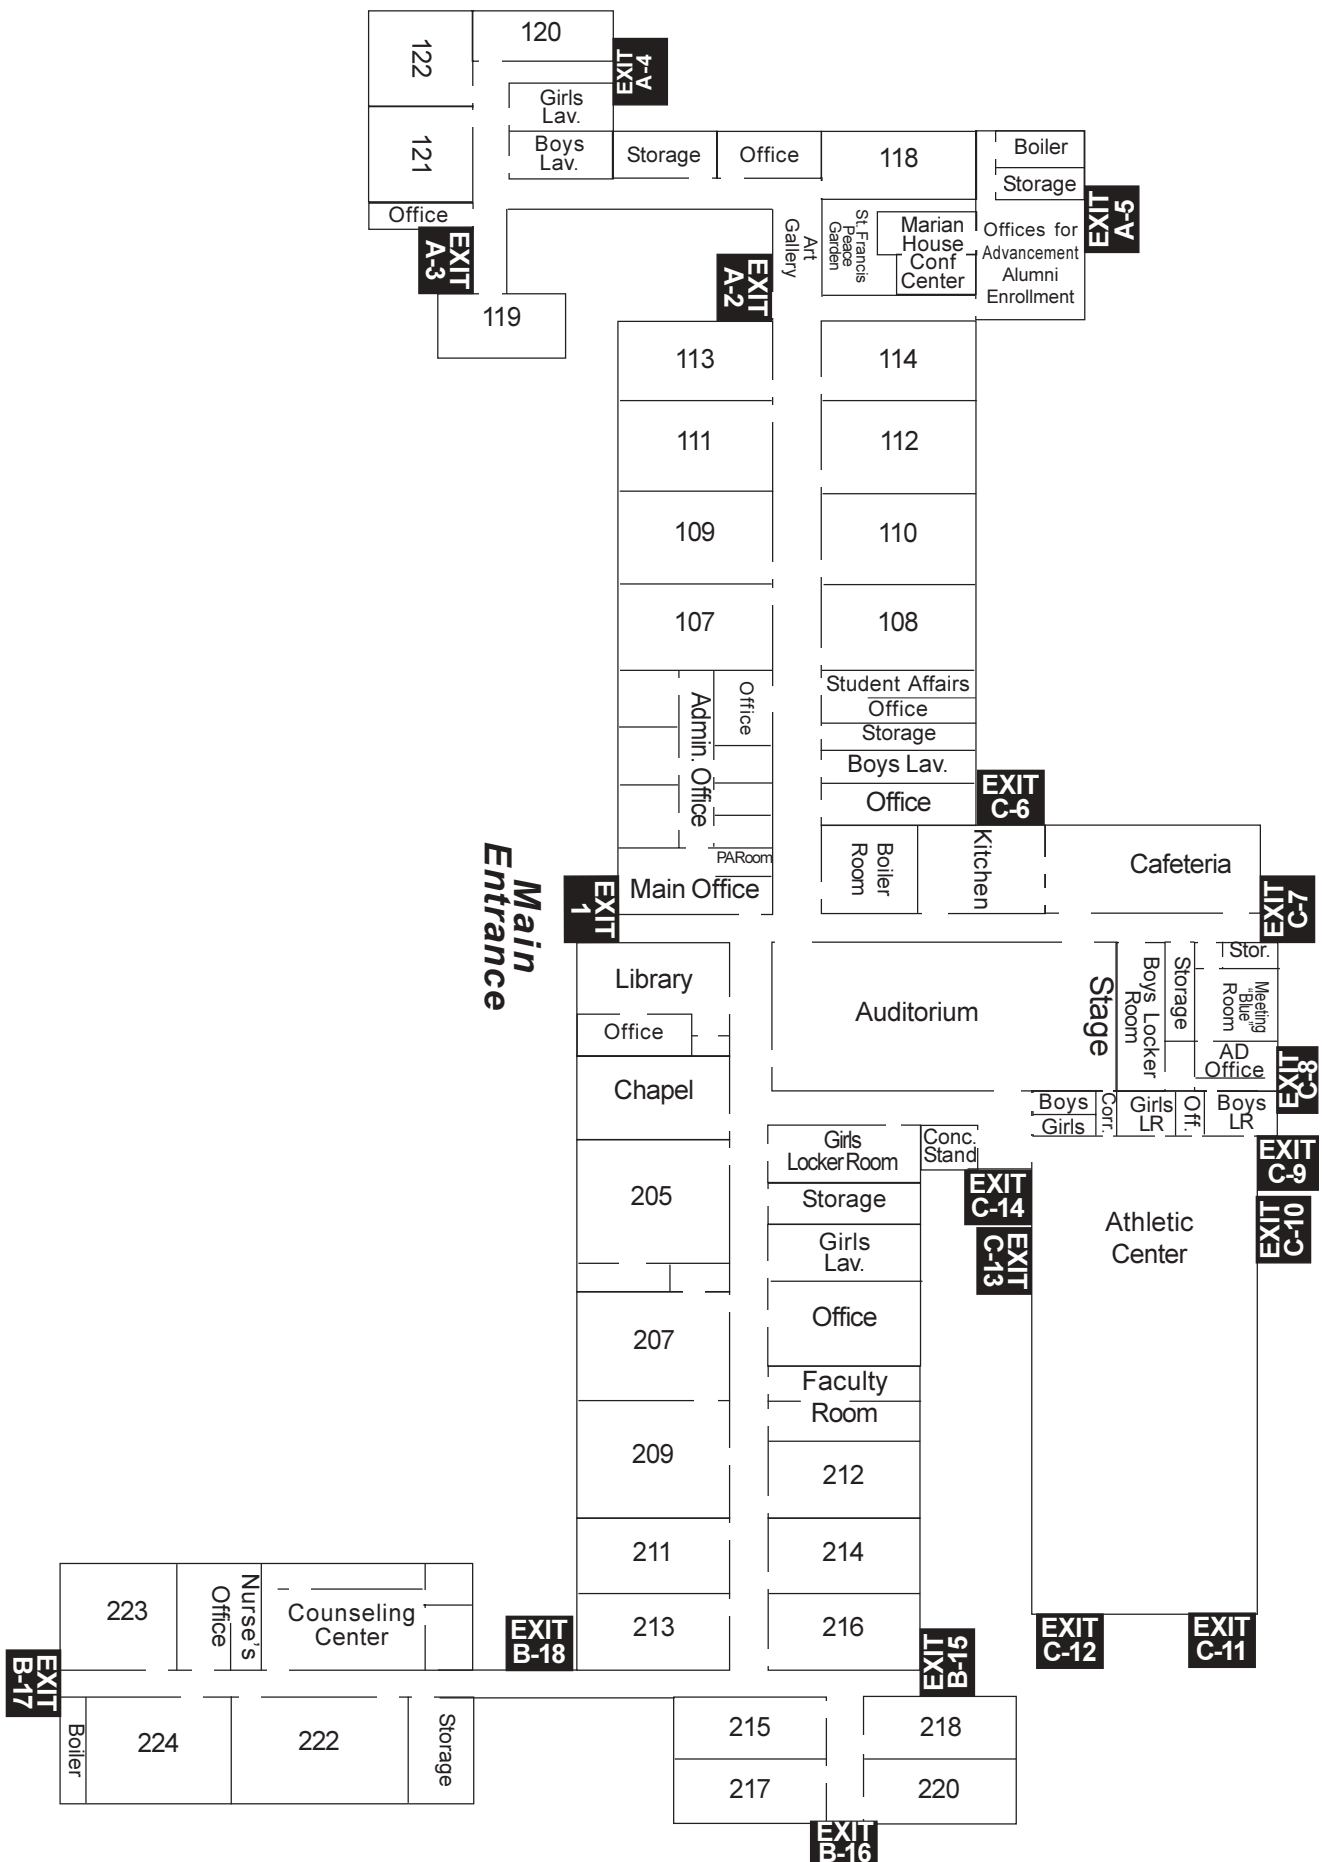 122
120
EXIT
A-4
Girls
Lav.
121
Boys
Lav.
Storage
Office
118
Boiler
Storage
EXIT
A-5
Office
EXIT
A-3
119
Art
Gallery
EXIT
A-2
St. Francis
Peace
Garden
Marian
House
Conf
Center
Offices for
Advancement
Alumni
Enrollment
113
114
111
112
109
110
107
108
Admin. Office
Office
Student Affairs
Office
Storage
Boys Lav.
Office
EXIT
C-6
PARoom
Main Office
Boiler
Room
Kitchen
Cafeteria
EXIT
C-7
Main
Entrance
EXIT
1
Library
Office
Auditorium
Stage
Boys Locker
Room
Storage
Stor.
Meeting
"Blue"
Room
AD
Office
EXIT
C-8
Chapel
Boys
Girls
Corr.
Girls
LR
Off.
Boys
LR
Girls
Locker Room
Conc.
Stand
EXIT
C-9
EXIT
C-14
EXIT
C-10
205
Storage
Girls
Lav.
EXIT
C-13
Athletic
Center
207
Office
Faculty
Room
209
212
211
214
213
216
EXIT
B-15
EXIT
C-12
EXIT
C-11
223
Nurse's
Office
Counseling
Center
EXIT
B-18
EXIT
B-17
Boiler
224
222
Storage
215
218
217
220
EXIT
B-16